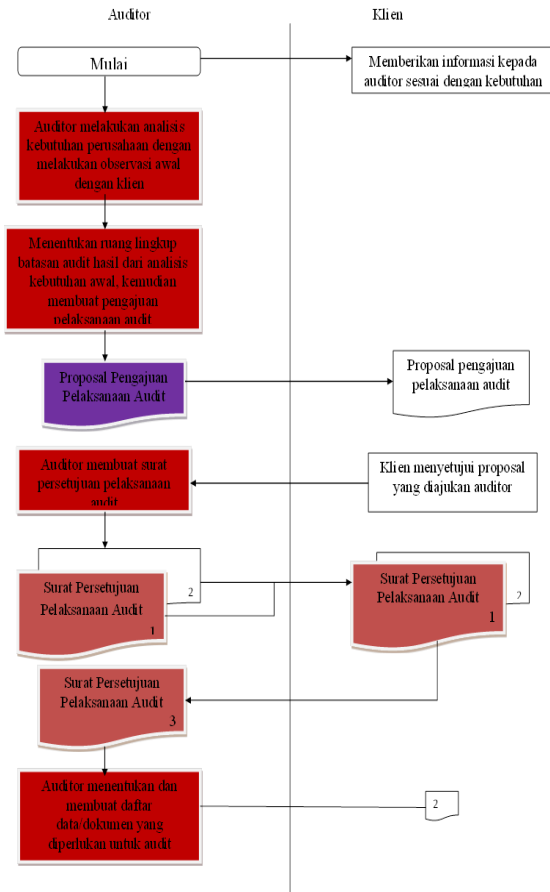 Auditor
Klien
Mulai
Memberikan informasi kepada
auditor sesuai dengan kebutuhan
Auditor melakukan analisis
kebutuhan perusahaan dengan
melakukan observasi awal
dengan klien
Menentukan ruang lingkup
batasan audit hasil dari analisis
kebutuhan awal, kemudian
membuat pengajuan
pelaksanaan audit
Proposal Pengajuan
Pelaksanaan Audit
Proposal pengajuan
pelaksanaan audit
Auditor membuat surat
persetujuan pelaksanaan
audit
Klien menyetujui proposal
yang diajukan auditor
2
Surat Persetujuan
Pelaksanaan Audit
1
2
Surat Persetujuan
Pelaksanaan Audit
1
Surat Persetujuan
Pelaksanaan Audit
3
Auditor menentukan dan
membuat daftar
data/dokumen yang
diperlukan untuk audit
2